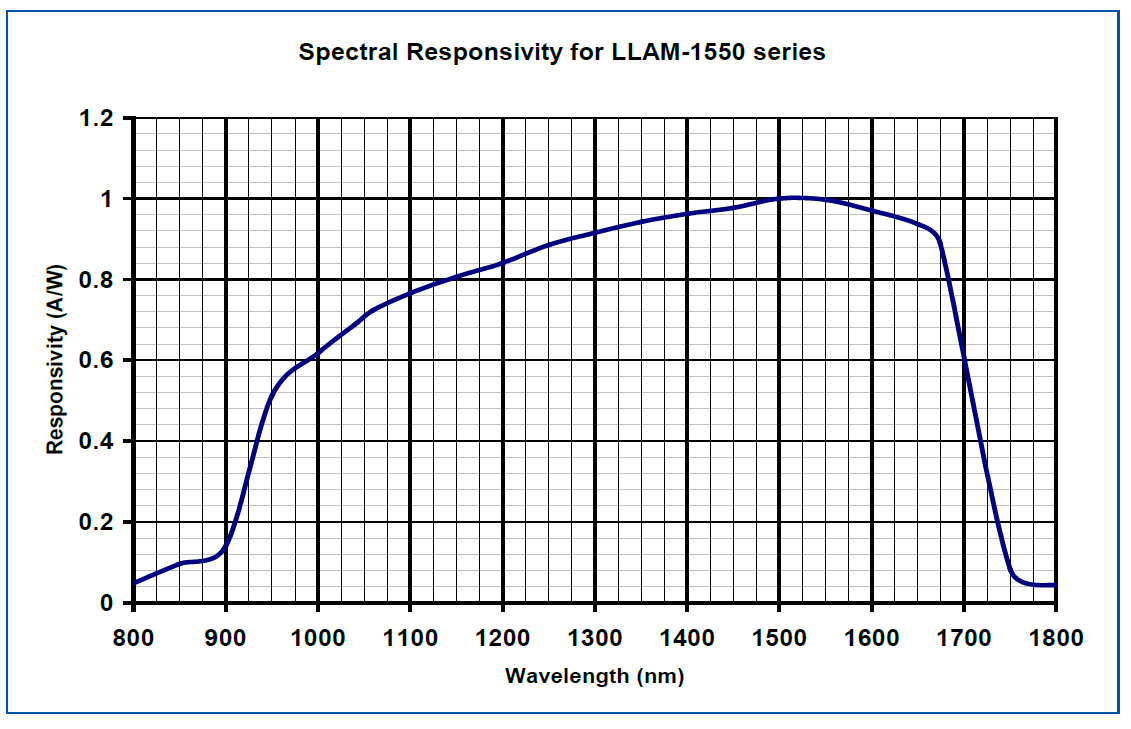 Spectral Responsivity for LLAM-1550 series
1.2
1
0.8
0.6
0.4
0.2
0
Responsivity (A/W)
800 900 1000 1100 1200 1300 1400 1500 1600 1700 1800
Wavelength (nm)